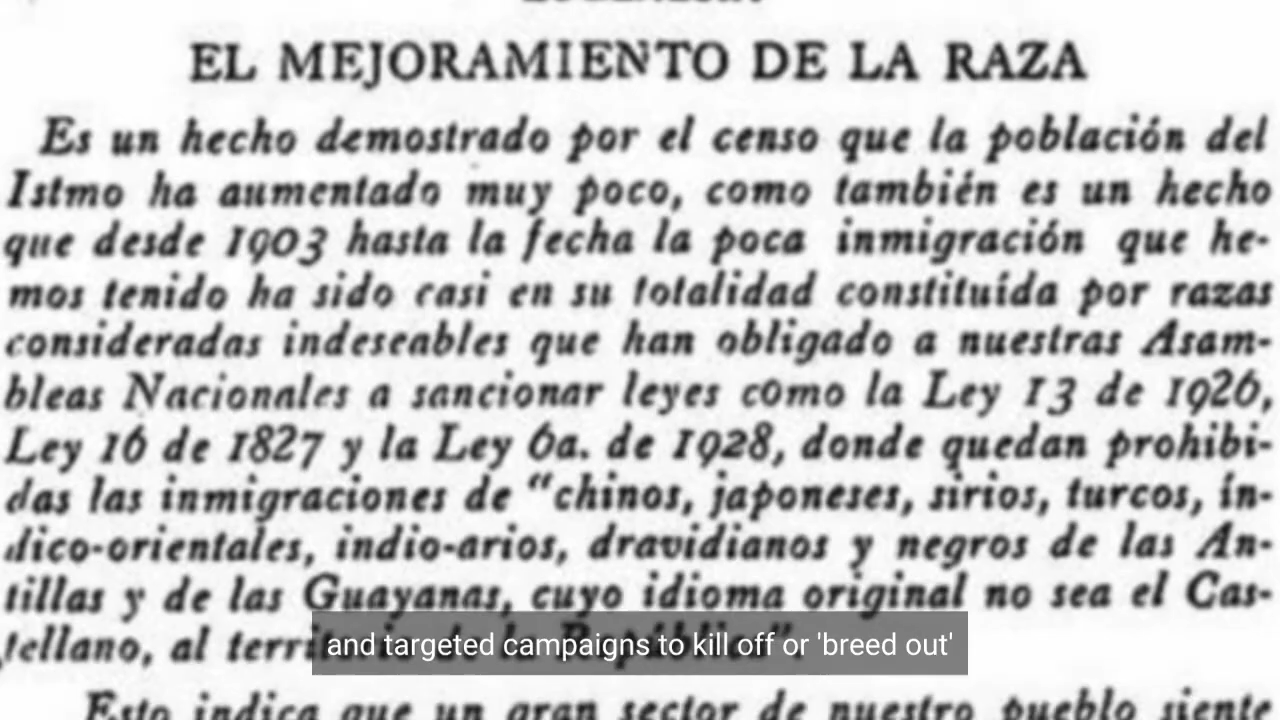 EL MEJORAMIENTO DE LA RAZA
Es un hecho demostrado por el censo que la población del
Istmo ha aumentado muy poco, como también es un hecho
que desde 1903 hasta la fecha la poca inmigración que he-
mos tenido ha sido casi en su totalidad constituída por razas
consideradas indeseables que han obligado a nuestras Asam-
bleas Nacionales a sancionar leyes como la Ley 13 de 1926,
Ley 16 de 1827 y la Ley 6a. de 1928, donde quedan prohibi-
das las inmigraciones de "chinos, japoneses, sirios, turcos, ín-
dico-orientales, indio-arios, dravidianos y negros de las An-
tillas y de las Guayanas, cuyo idioma original no sea el Cas-
tellano, al territorio de la República".
and targeted campaigns to kill off or 'breed out'
Esto indica que un gran sector de nuestro pueblo siente